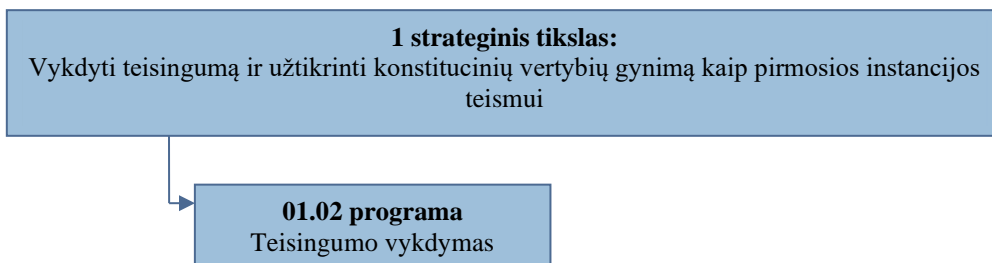 1 strateginis tikslas:
Vykdyti teisingumą ir užtikrinti konstitucinių vertybių gynimą kaip pirmosios instancijos
teismui
01.02 programa
Teisingumo vykdymas